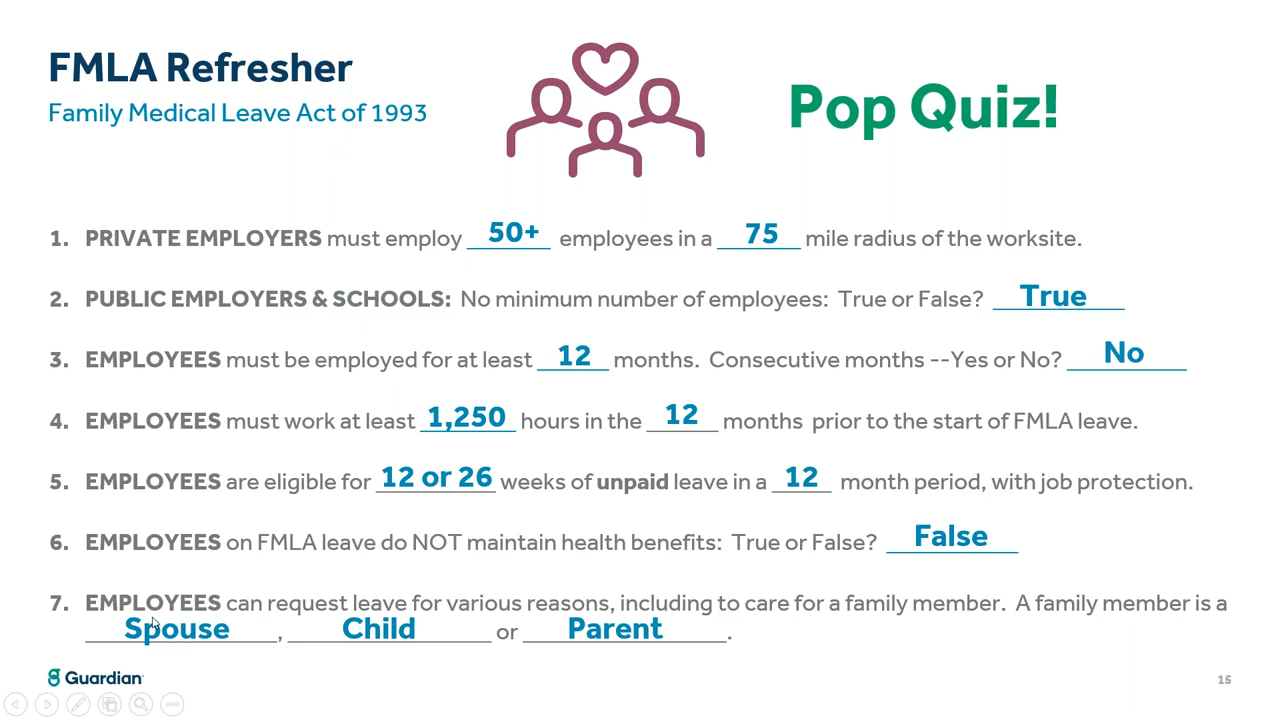 FMLA Refresher
Family Medical Leave Act of 1993
Pop Quiz!
1. PRIVATE EMPLOYERS must employ 50+ employees in a 75 mile radius of the worksite.
2. PUBLIC EMPLOYERS & SCHOOLS: No minimum number of employees: True or False? True
3. EMPLOYEES must be employed for at least 12 months. Consecutive months --Yes or No? No
4. EMPLOYEES must work at least 1,250 hours in the 12 months prior to the start of FMLA leave.
5. EMPLOYEES are eligible for 12 or 26 weeks of unpaid leave in a 12 month period, with job protection.
6. EMPLOYEES on FMLA leave do NOT maintain health benefits: True or False? False
7. EMPLOYEES can request leave for various reasons, including to care for a family member. A family member is a
Spouse, Child or Parent.
Guardian
15